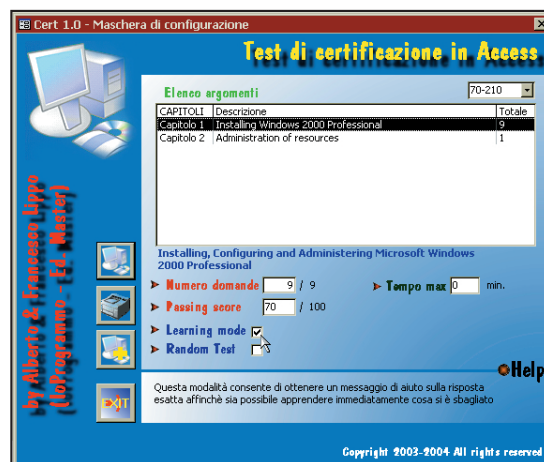 Cert 1.0 - Maschera di configurazione
Test di certificazione in Access
Elenco argomenti
70-210
CAPITOLI Descrizione Totale
Capitolo 1 Installing Windows 2000 Professional 9
Capitolo 2 Administration of resources 1
by Alberto & Francesco Lippo
(IoProgrammo - Ed. Master)
Installing, Configuring and Administering Microsoft Windows
2000 Professional
Numero domande 9 / 9 Tempo max 0 min.
Passing score 70 / 100
Learning mode
Random Test
Help
EXIT
Questa modalità consente di ottenere un messaggio di aiuto sulla risposta
esatta affinchè sia possibile apprendere immediatamente cosa si è sbagliato
Copyright 2003-2004 All rights reserved